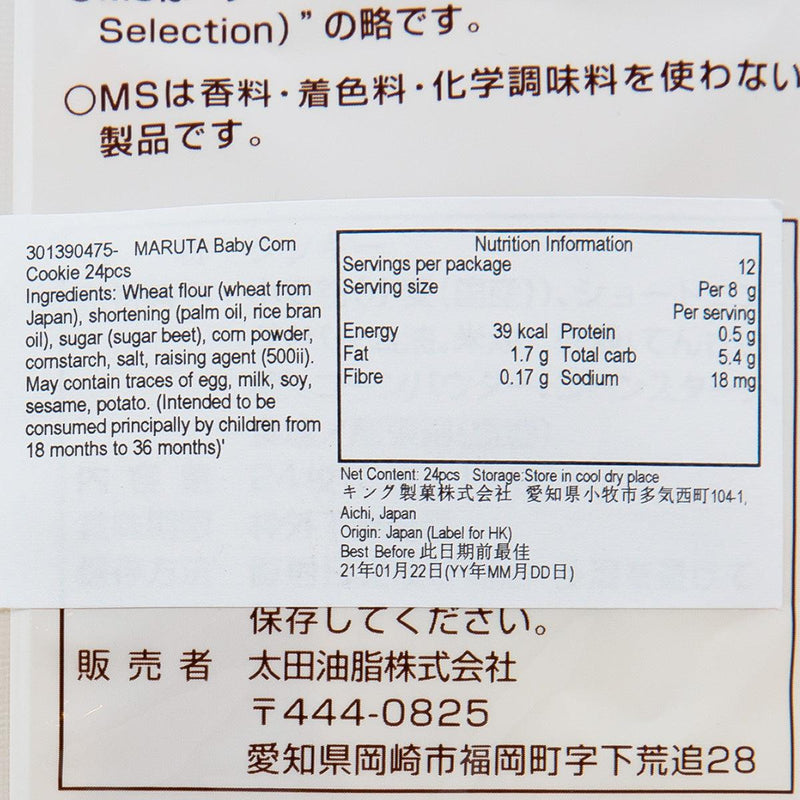 Selection)”の略です。
○MSは香料・着色料・化学調味料を使わない
製品です。
301390475- MARUTA Baby Corn
Cookie 24pcs
Ingredients: Wheat flour (wheat from
Japan), shortening (palm oil, rice bran
oil), sugar (sugar beet), corn powder,
cornstarch, salt, raising agent (500ii).
May contain traces of egg, milk, soy,
sesame, potato. (Intended to be
consumed principally by children from
18 months to 36 months)'
Nutrition Information
Servings per package 12
Serving size Per 8 g
Per serving
Energy 39 kcal Protein 0.5 g
Fat 1.7 g Total carb 5.4 g
Fibre 0.17 g Sodium 18 mg
Net Content: 24pcs Storage:Store in cool dry place
キング製菓株式会社 愛知県小牧市多気西町104-1,
Aichi, Japan
Origin: Japan (Label for HK)
Best Before 此日期前最佳
21年01月22日(YY年MM月DD日)
保存してください。
販売者 太田油脂株式会社
〒444-0825
愛知県岡崎市福岡町字下荒追28